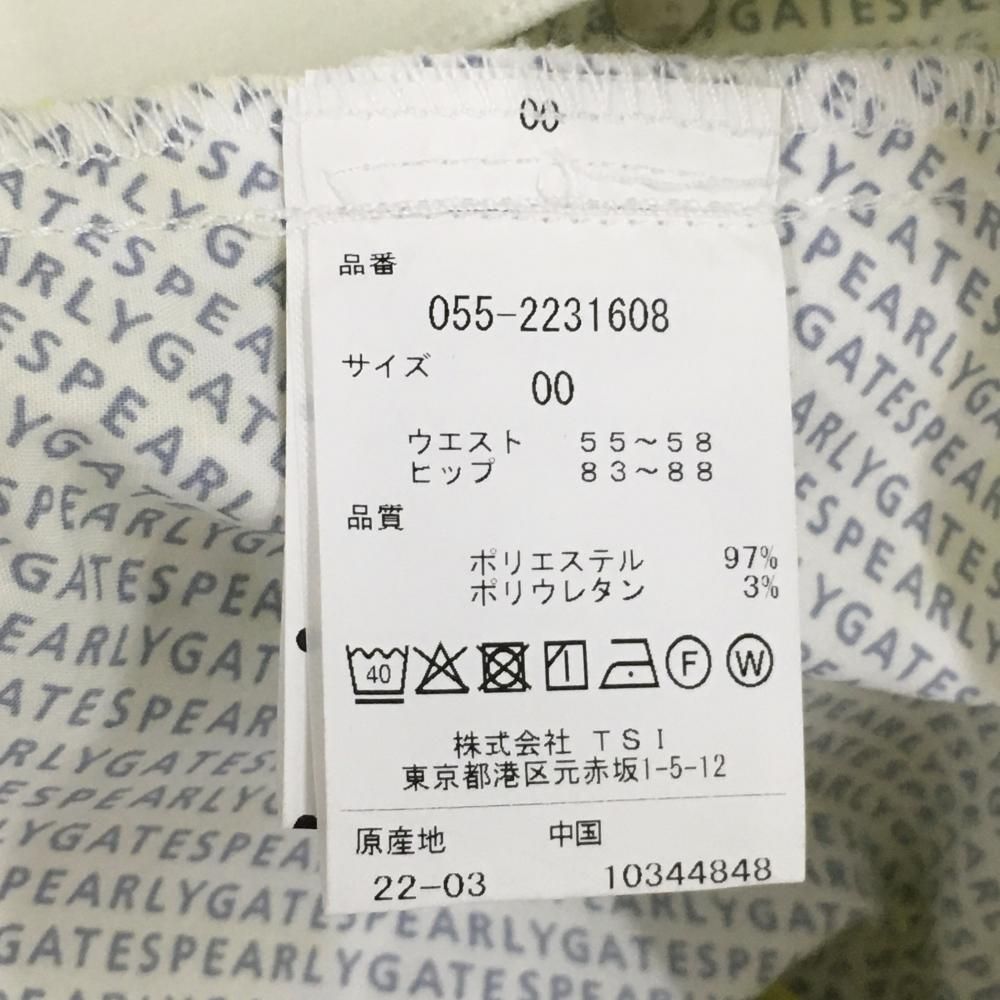 00
品番
055-2231608
サイズ
00
ウエスト 55~58
ヒップ 83~88
品質
ポリエステル 97%
ポリウレタン 3%
40 F W
株式会社 TSI
東京都港区元赤坂1-5-12
原産地 中国
22-03 10344848
GATESPE
PEARLYGATES
GATESPEARLYGATES